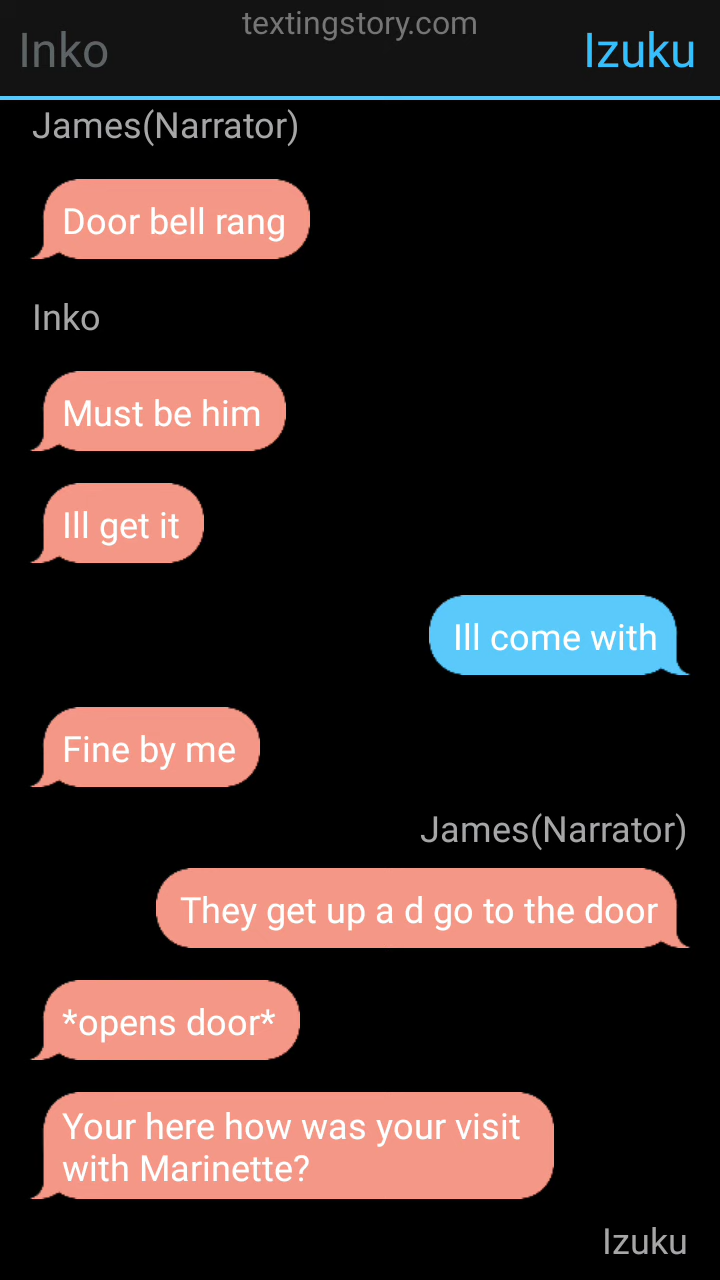 textingstory.com
Inko
Izuku
James(Narrator)
Door bell rang
Inko
Must be him
Ill get it
Ill come with
Fine by me
James(Narrator)
They get up a d go to the door
*opens door*
Your here how was your visit
with Marinette?
Izuku